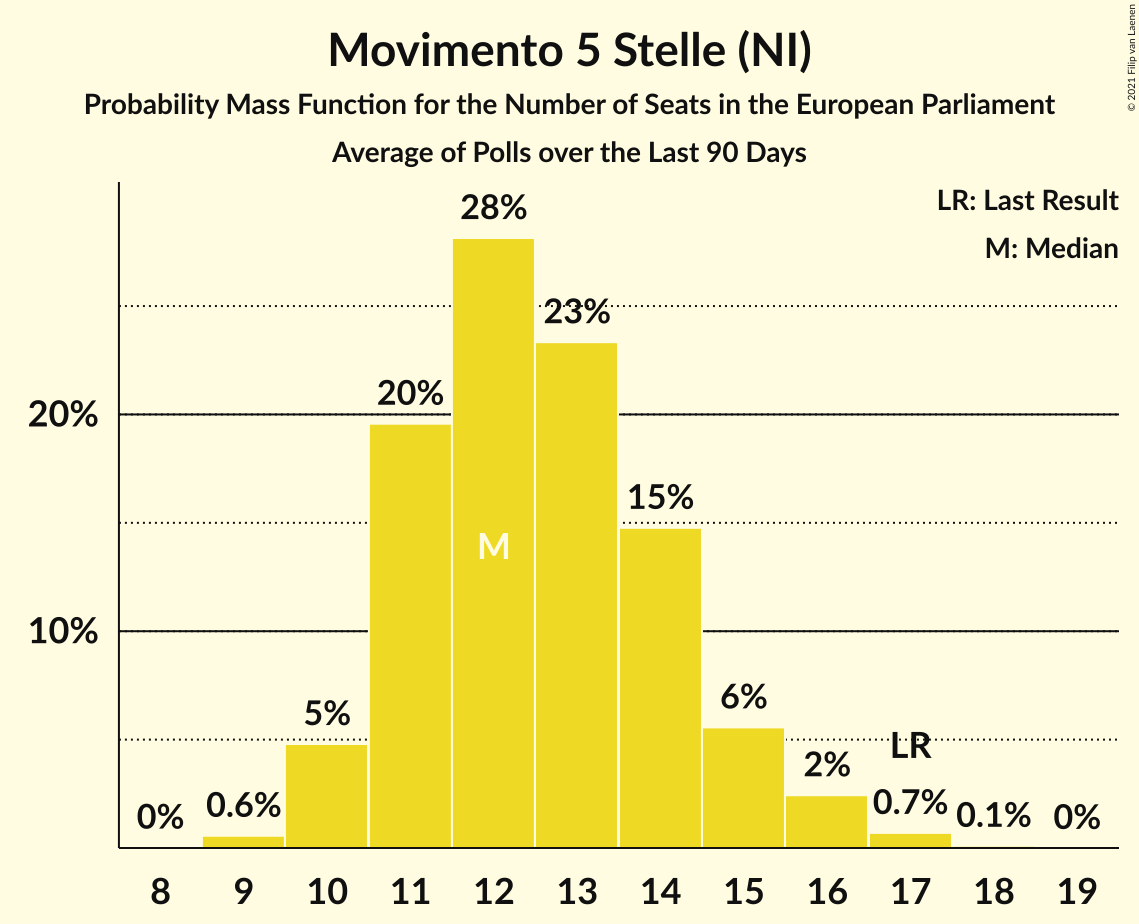 Movimento 5 Stelle (NI)
Probability Mass Function for the Number of Seats in the European Parliament
Average of Polls over the Last 90 Days
© 2021 Filip van Laenen
LR: Last Result
M: Median
28%
23%
20%
20%
15%
M
10%
6%
5%
LR
2%
0%
0.6%
0.7%
0.1%
0%
8 9 10 11 12 13 14 15 16 17 18 19